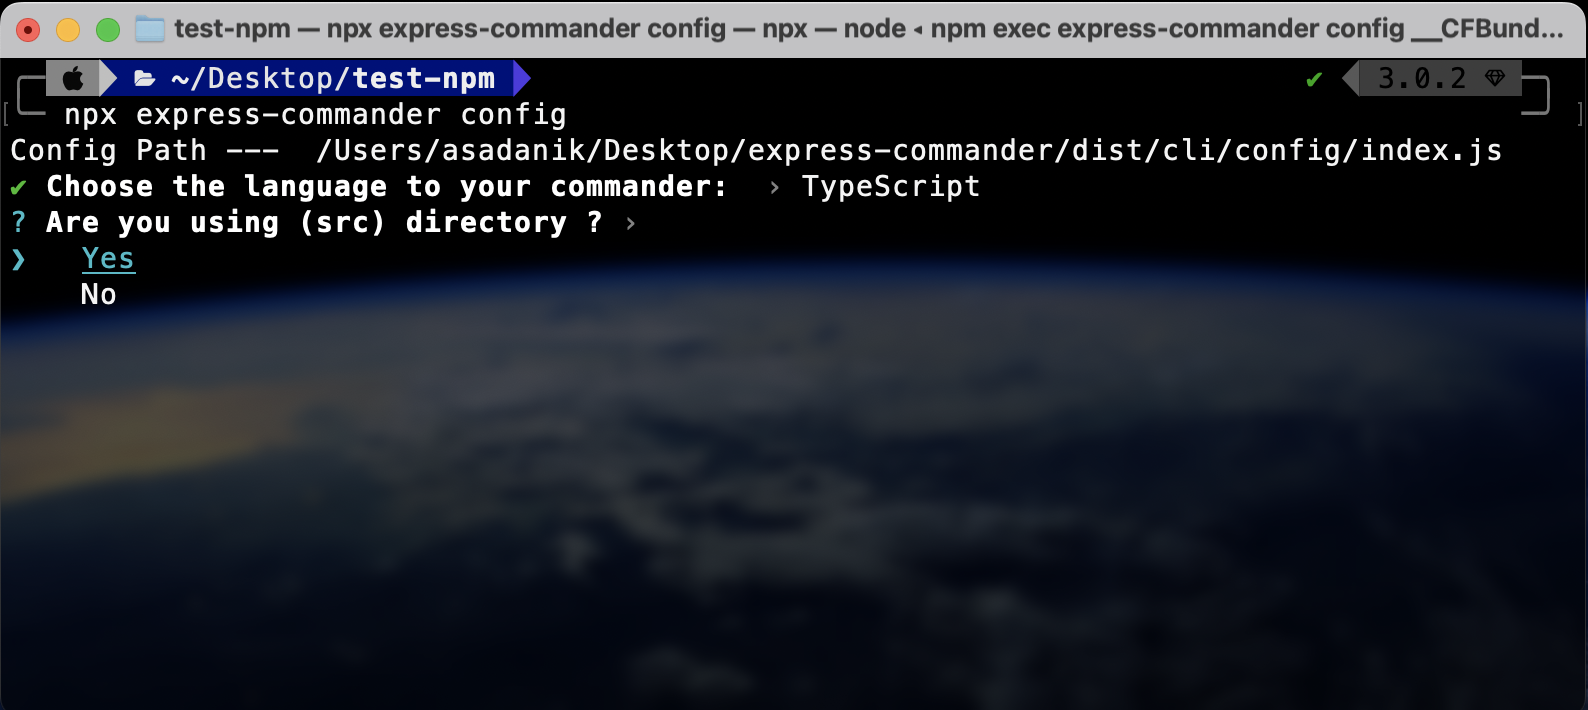 test-npm — npx express-commander config — npx — node ◂ npm exec express-commander config __CFBund...
~/Desktop/test-npm ✔ 3.0.2
npx express-commander config
Config Path ---  /Users/asadanik/Desktop/express-commander/dist/cli/config/index.js
✔ Choose the language to your commander:  › TypeScript
? Are you using (src) directory ? ›
❯   Yes
No